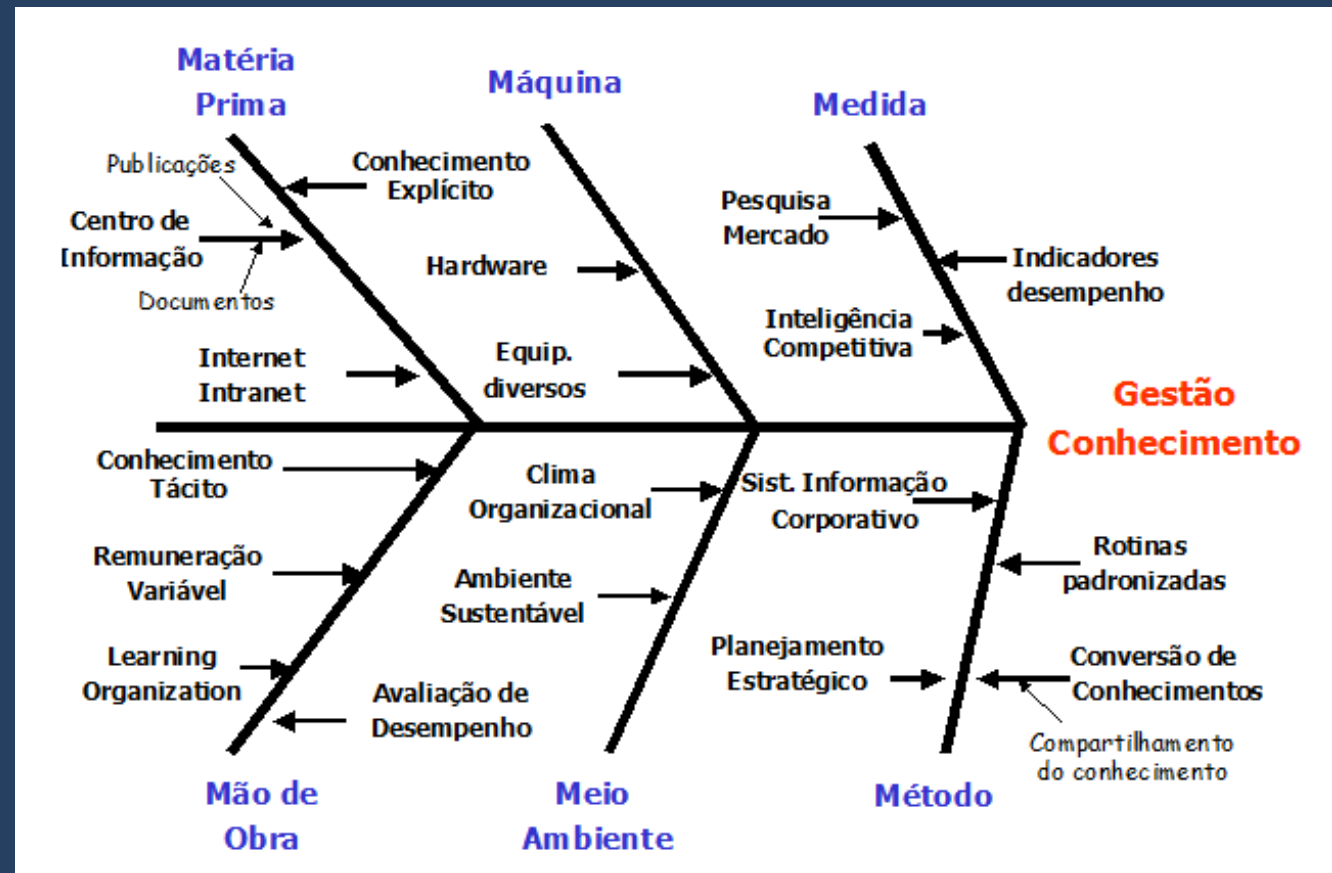 Matéria
Prima
Máquina
Medida
Publicações
Conhecimento
Explícito
Centro de
Informação
Documentos
Hardware
Internet
Intranet
Equip.
diversos
Pesquisa
Mercado
Indicadores
desempenho
Inteligência
Competitiva
Gestão
Conhecimento
Conhecimento
Tácito
Remuneração
Variável
Learning
Organization
Avaliação de
Desempenho
Clima
Organizacional
Ambiente
Sustentável
Sist. Informação
Corporativo
Rotinas
padronizadas
Planejamento
Estratégico
Conversão de
Conhecimentos
Compartilhamento
do conhecimento
Mão de
Obra
Meio
Ambiente
Método